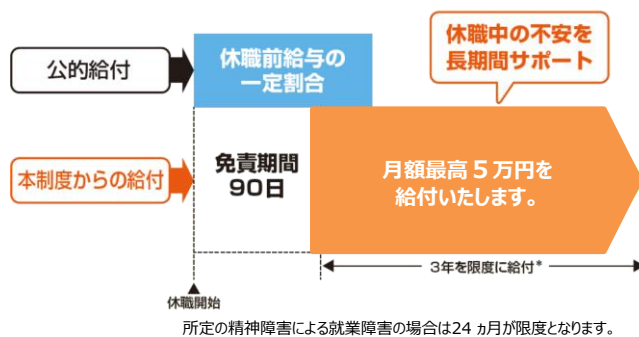 公的給付
休職前給与の
一定割合
休職中の不安を
長期間サポート
本制度からの給付
免責期間
90日
月額最高5万円を
給付いたします。
3年を限度に給付*
休職開始
所定の精神障害による就業障害の場合は24 ヵ月が限度となります。